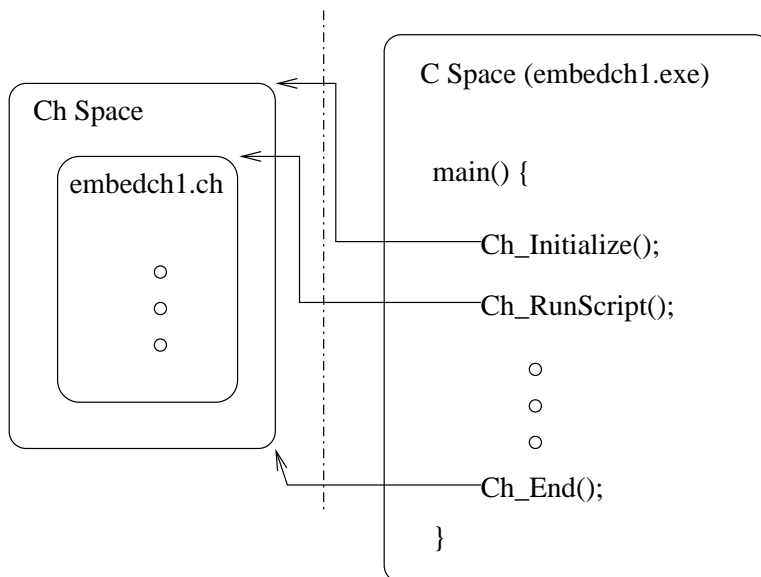 Ch Space
embedch1.ch
C Space (embedch1.exe)
main() {
Ch_Initialize();
Ch_RunScript();
Ch_End();
}